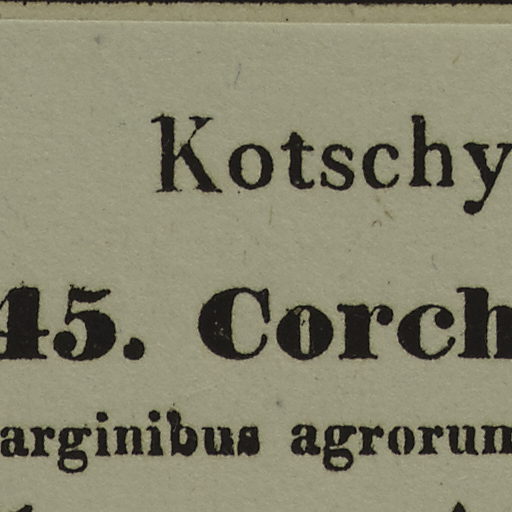 Kotschy
45. Corch
arginibus agrorum